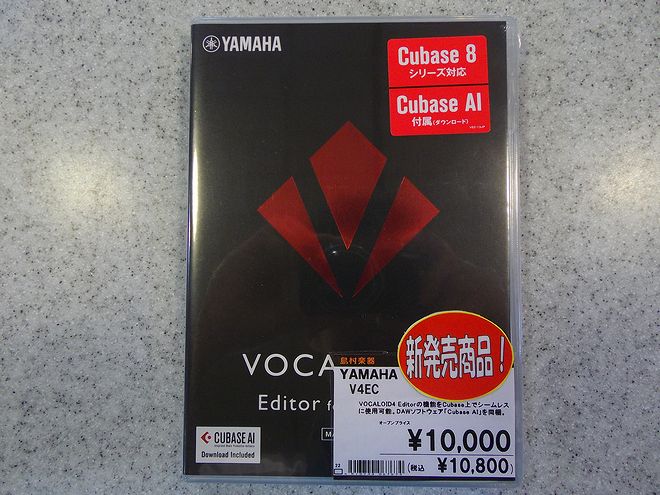 YAMAHA
Cubase 8
シリーズ対応
Cubase AI
付属(ダウンロード)
新発売商品!
VOCA
Editor fo
島村楽器
YAMAHA
V4EC
VOCALOID4 Editorの機能をCubase上でシームレス
に使用可能。DAWソフトウェア「Cubase AI」を同梱。
オープンプライス
¥10,000
(税込 ¥10,800)
22
CUBASE AI
Download Included
MA